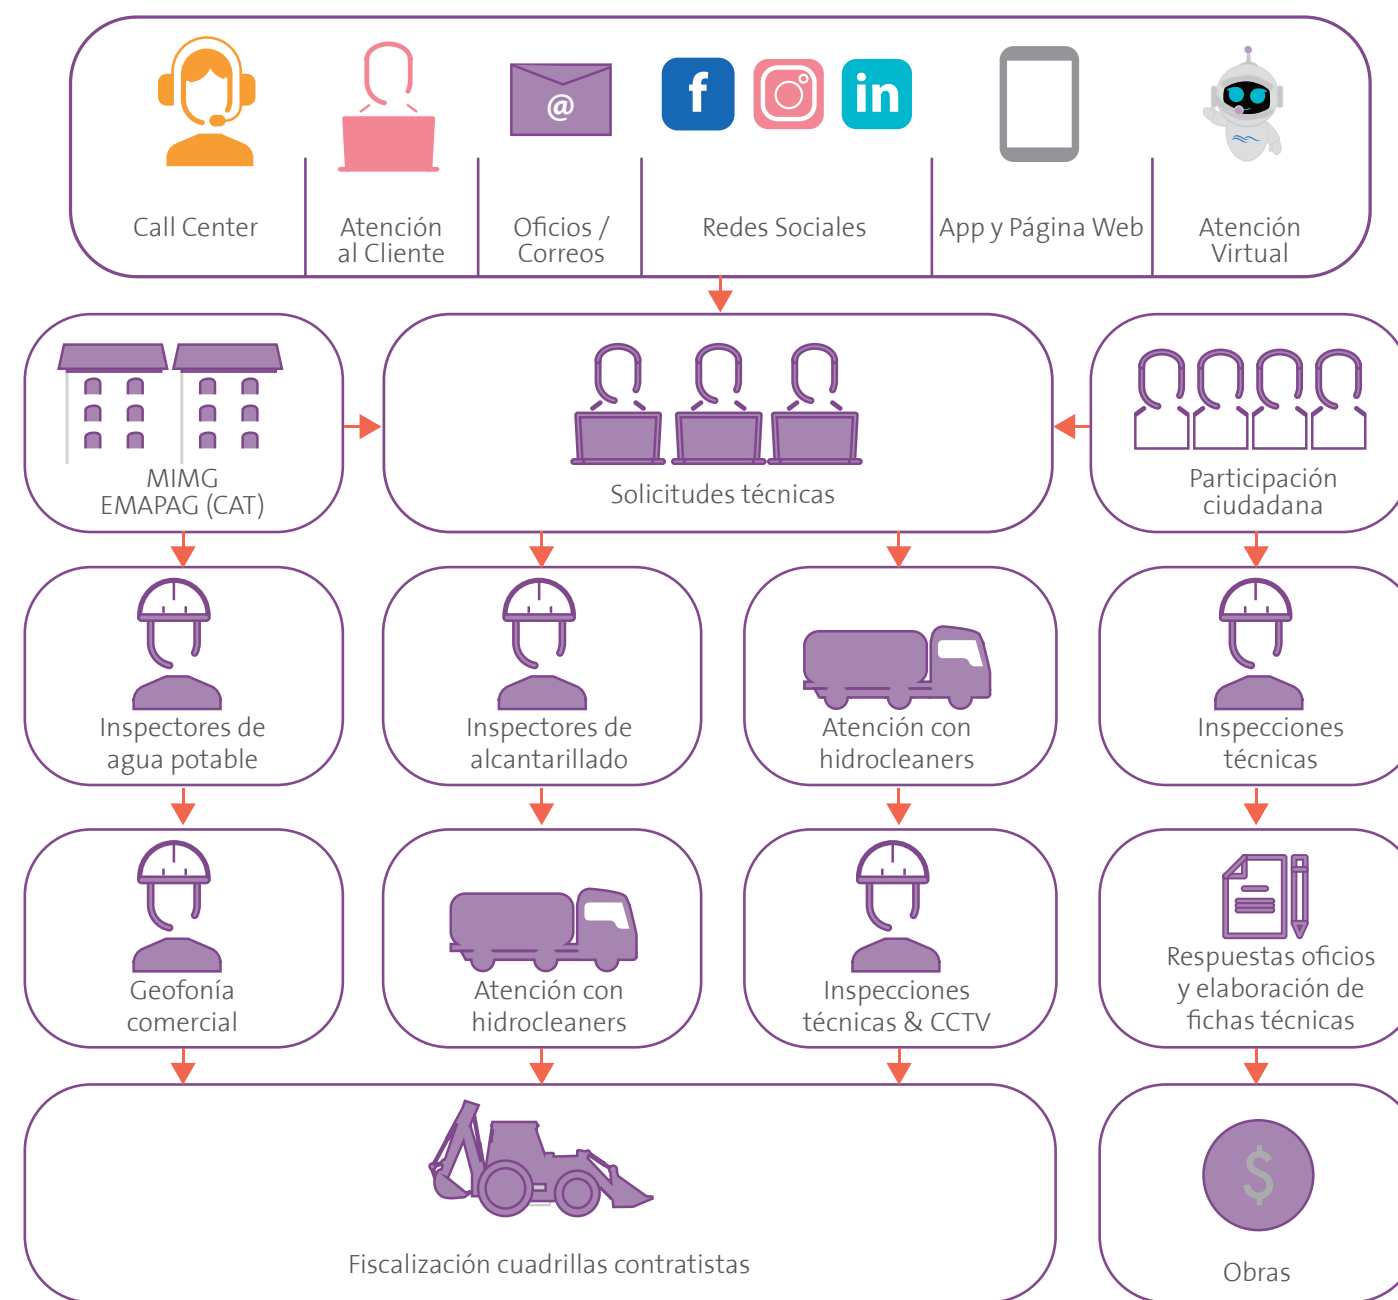 @
f
in
Call Center
Atención
al Cliente
Oficios /
Correos
Redes Sociales
App y Página Web
Atención
Virtual
MIMG
EMAPAG (CAT)
Solicitudes técnicas
Participación
ciudadana
Inspectores de
agua potable
Inspectores de
alcantarillado
Atención con
hidrocleaners
Inspecciones
técnicas
Geofonía
comercial
Atención con
hidrocleaners
Inspecciones
técnicas & CCTV
Respuestas oficios
y elaboración de
fichas técnicas
Fiscalización cuadrillas contratistas
$
Obras